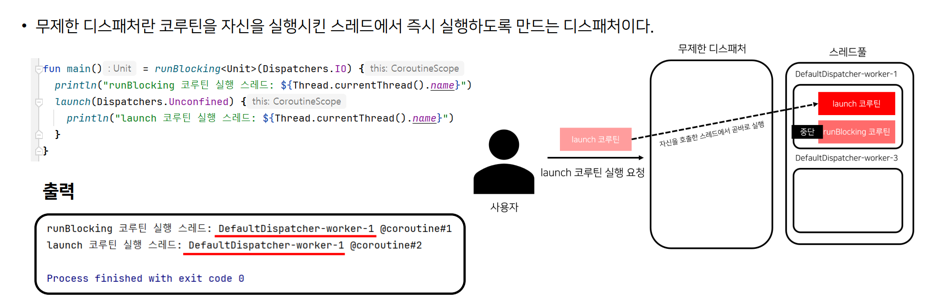 • 무제한 디스패처란 코루틴을 자신을 실행시킨 스레드에서 즉시 실행하도록 만드는 디스패처이다.
fun main() : Unit = runBlocking<Unit>(Dispatchers.IO) { this: CoroutineScope
println("runBlocking 코루틴 실행 스레드: ${Thread.currentThread().name}")
launch(Dispatchers.Unconfined) { this: CoroutineScope
println("launch 코루틴 실행 스레드: ${Thread.currentThread().name}")
}
}
출력
runBlocking 코루틴 실행 스레드: DefaultDispatcher-worker-1 @coroutine#1
launch 코루틴 실행 스레드: DefaultDispatcher-worker-1 @coroutine#2
Process finished with exit code 0
사용자
launch 코루틴
launch 코루틴 실행 요청
무제한 디스패처
자신을 호출한 스레드에서 곧바로 실행
스레드풀
DefaultDispatcher-worker-1
launch 코루틴
중단
runBlocking 코루틴
DefaultDispatcher-worker-3